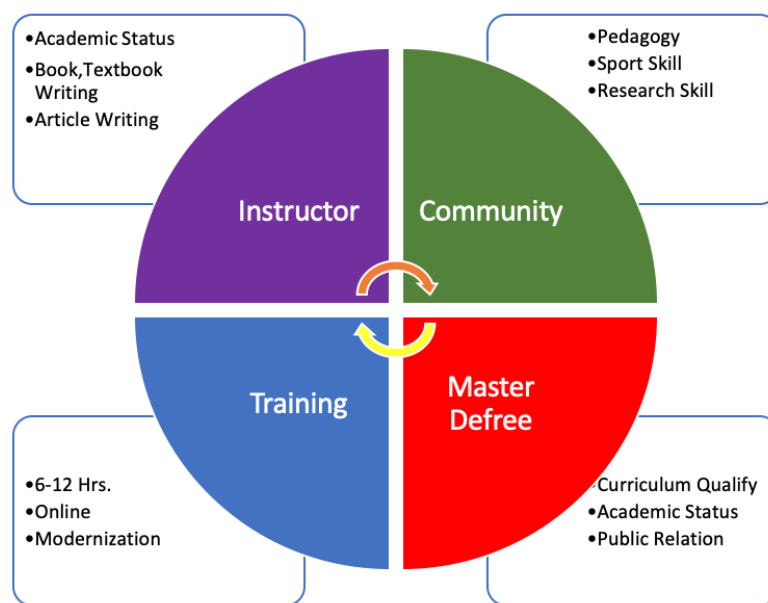 •Academic Status
•Book,Textbook
Writing
•Article Writing
•Pedagogy
•Sport Skill
•Research Skill
Instructor
Community
Training
Master
Defree
•6-12 Hrs.
•Online
•Modernization
•Curriculum Qualify
•Academic Status
•Public Relation